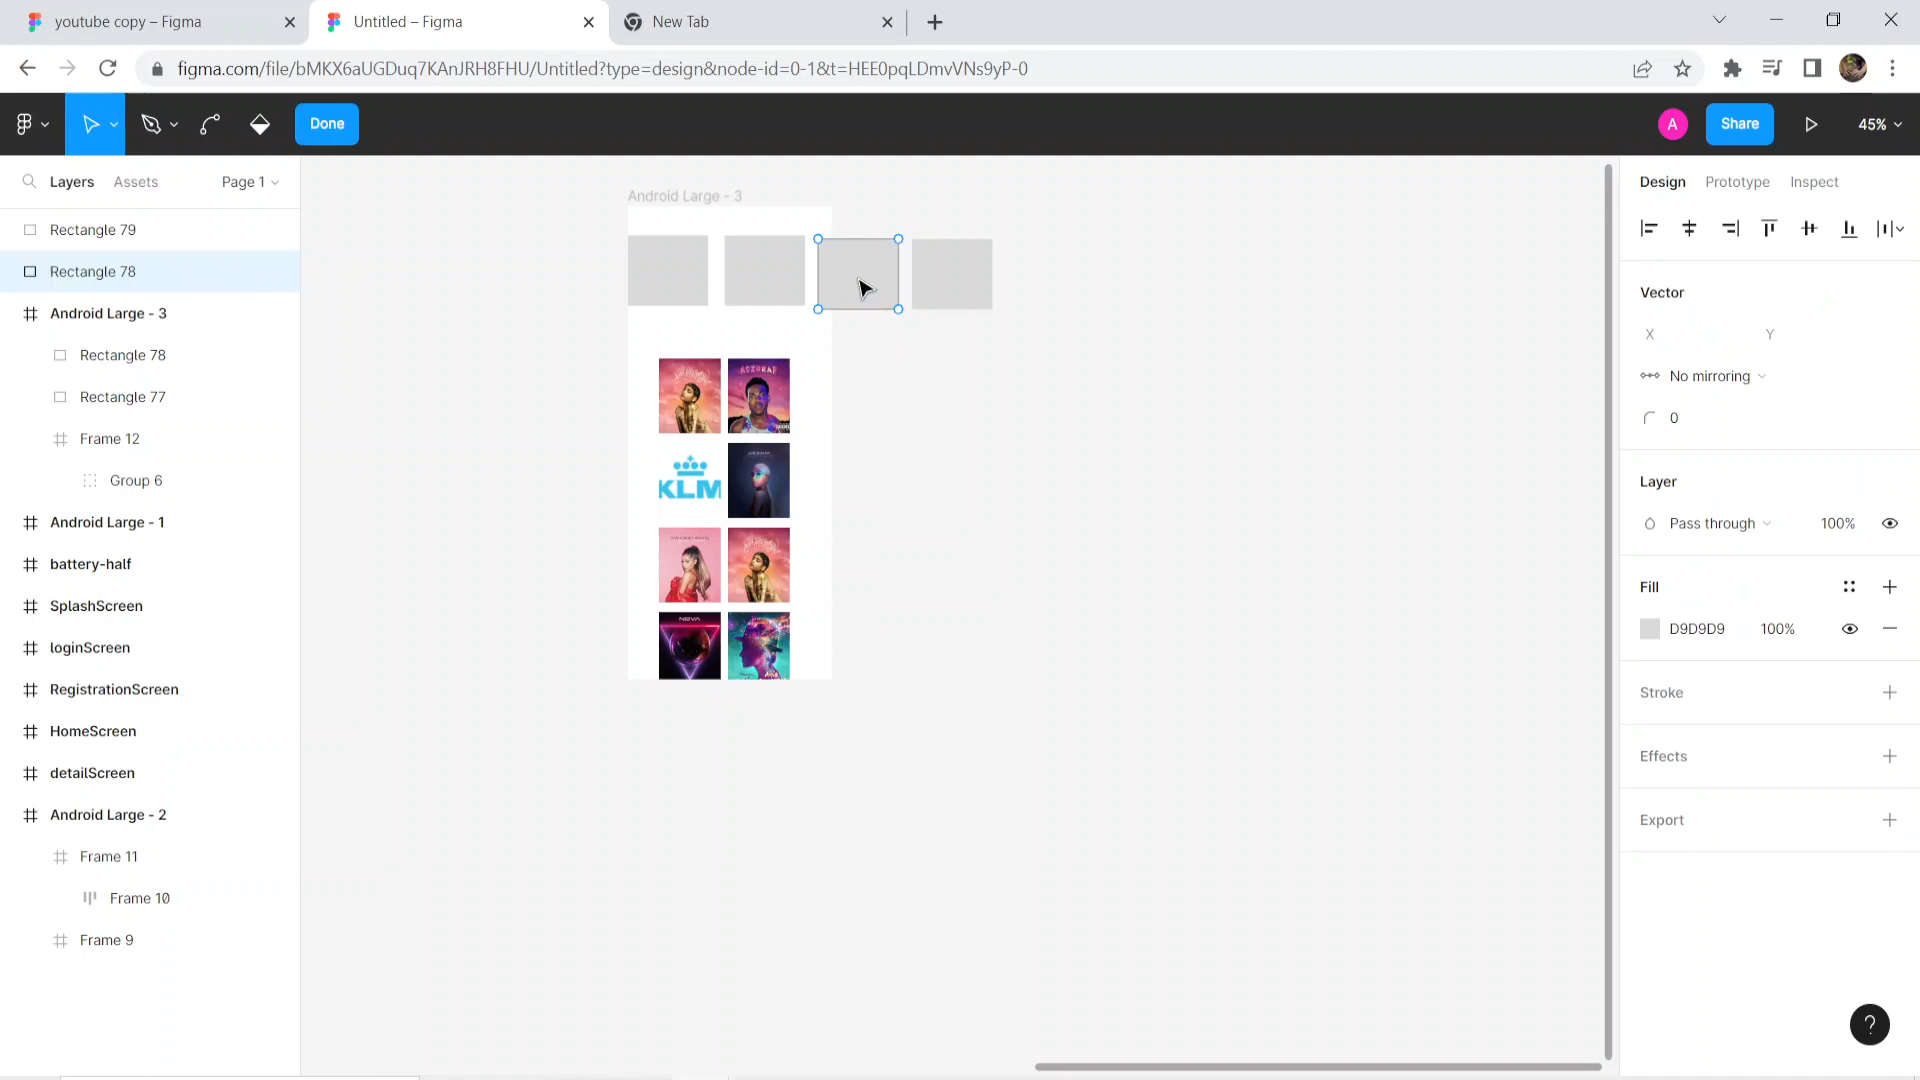 youtube copy – Figma
Untitled – Figma
New Tab
figma.com/file/bMKX6aUGDuq7KAnJRH8FHU/Untitled?type=design&node-id=0-1&t=HEE0pqLDmvVNs9yP-0
Done
A
Share
45%
Layers
Assets
Page 1
Design
Prototype
Inspect
Rectangle 79
Rectangle 78
Android Large - 3
Rectangle 78
Rectangle 77
Frame 12
Group 6
Android Large - 1
battery-half
SplashScreen
loginScreen
RegistrationScreen
HomeScreen
detailScreen
Android Large - 2
Frame 11
Frame 10
Frame 9
Android Large - 3
KLM
NOVA
Vector
X
Y
No mirroring
0
Layer
Pass through
100%
Fill
D9D9D9
100%
Stroke
Effects
Export
?